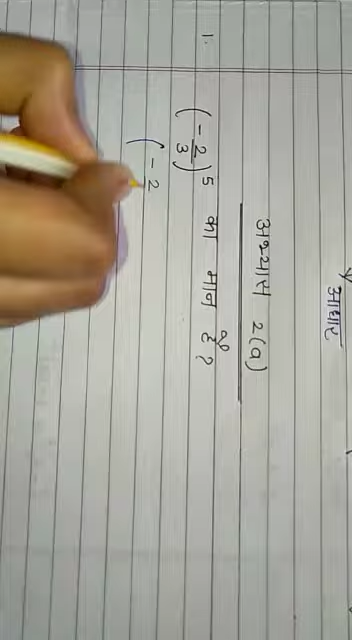 आधार
अभ्यास 2(a)
1. (-2/3)^5 का मान है?
(-2